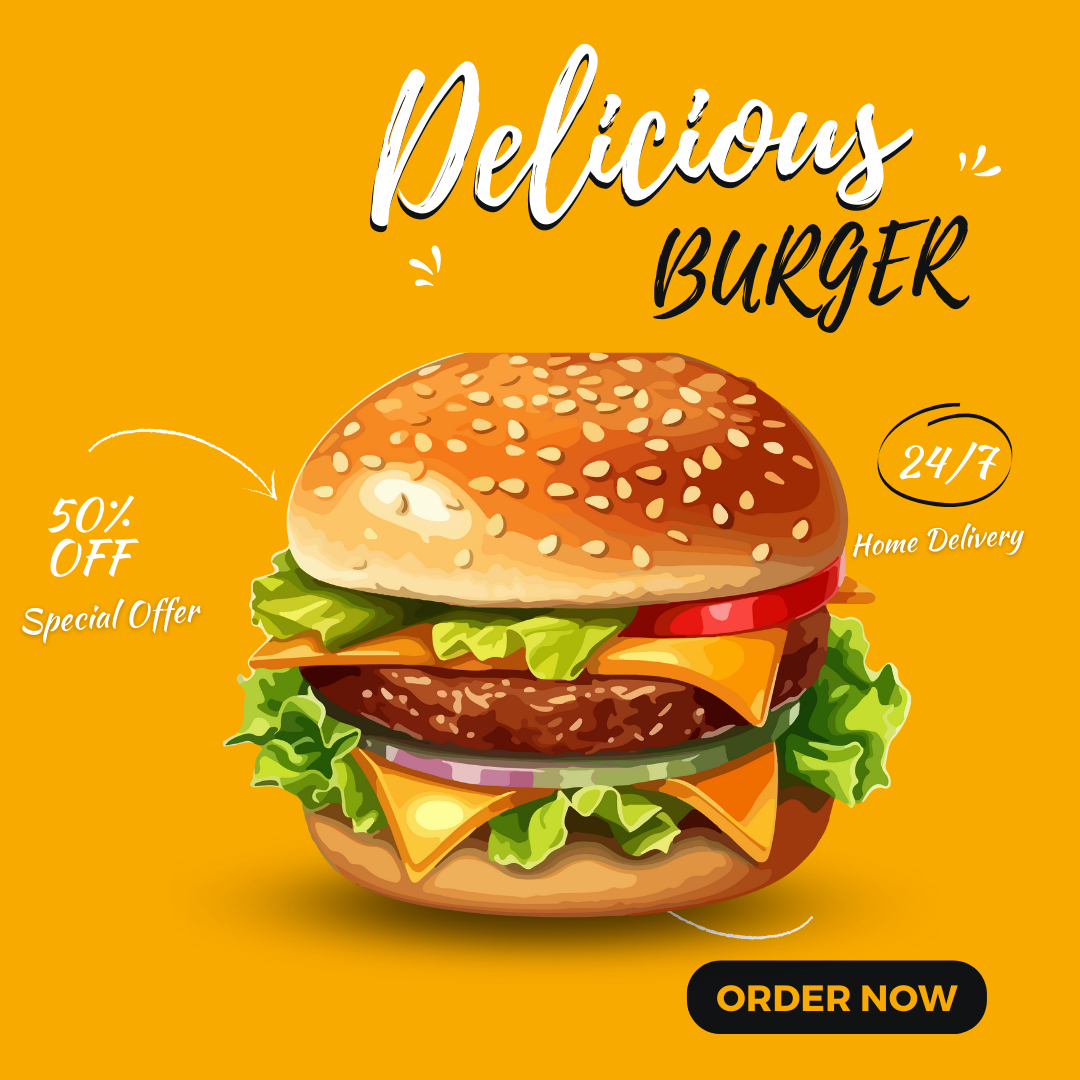 Delicious
BURGER
24/7
Home Delivery
50%
OFF
Special Offer
ORDER NOW